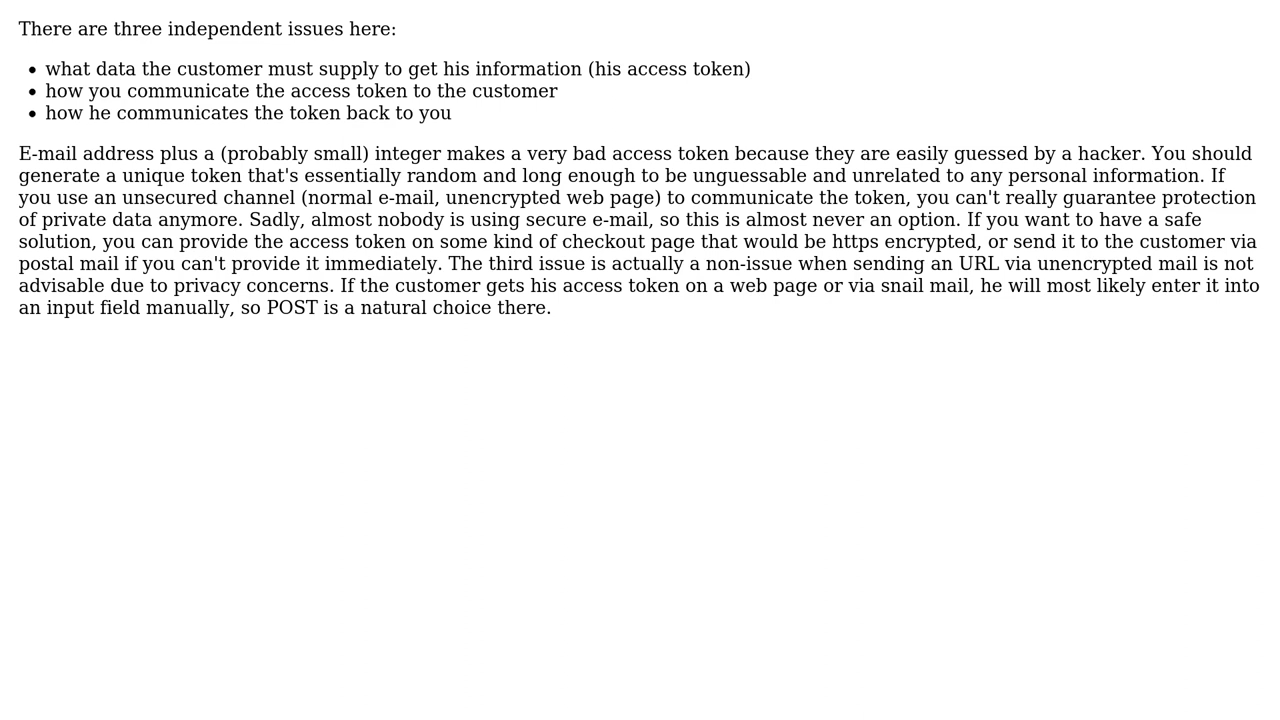 There are three independent issues here:
• what data the customer must supply to get his information (his access token)
• how you communicate the access token to the customer
• how he communicates the token back to you
E-mail address plus a (probably small) integer makes a very bad access token because they are easily guessed by a hacker. You should
generate a unique token that's essentially random and long enough to be unguessable and unrelated to any personal information. If
you use an unsecured channel (normal e-mail, unencrypted web page) to communicate the token, you can't really guarantee protection
of private data anymore. Sadly, almost nobody is using secure e-mail, so this is almost never an option. If you want to have a safe
solution, you can provide the access token on some kind of checkout page that would be https encrypted, or send it to the customer via
postal mail if you can't provide it immediately. The third issue is actually a non-issue when sending an URL via unencrypted mail is not
advisable due to privacy concerns. If the customer gets his access token on a web page or via snail mail, he will most likely enter it into
an input field manually, so POST is a natural choice there.